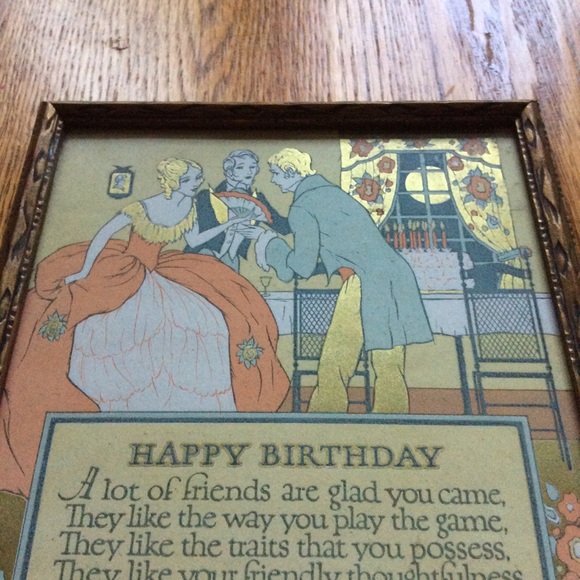 HAPPY BIRTHDAY
A lot of friends are glad you came,
They like the way you play the game,
They like the traits that you possess,
They like your friendly thoughtfulness